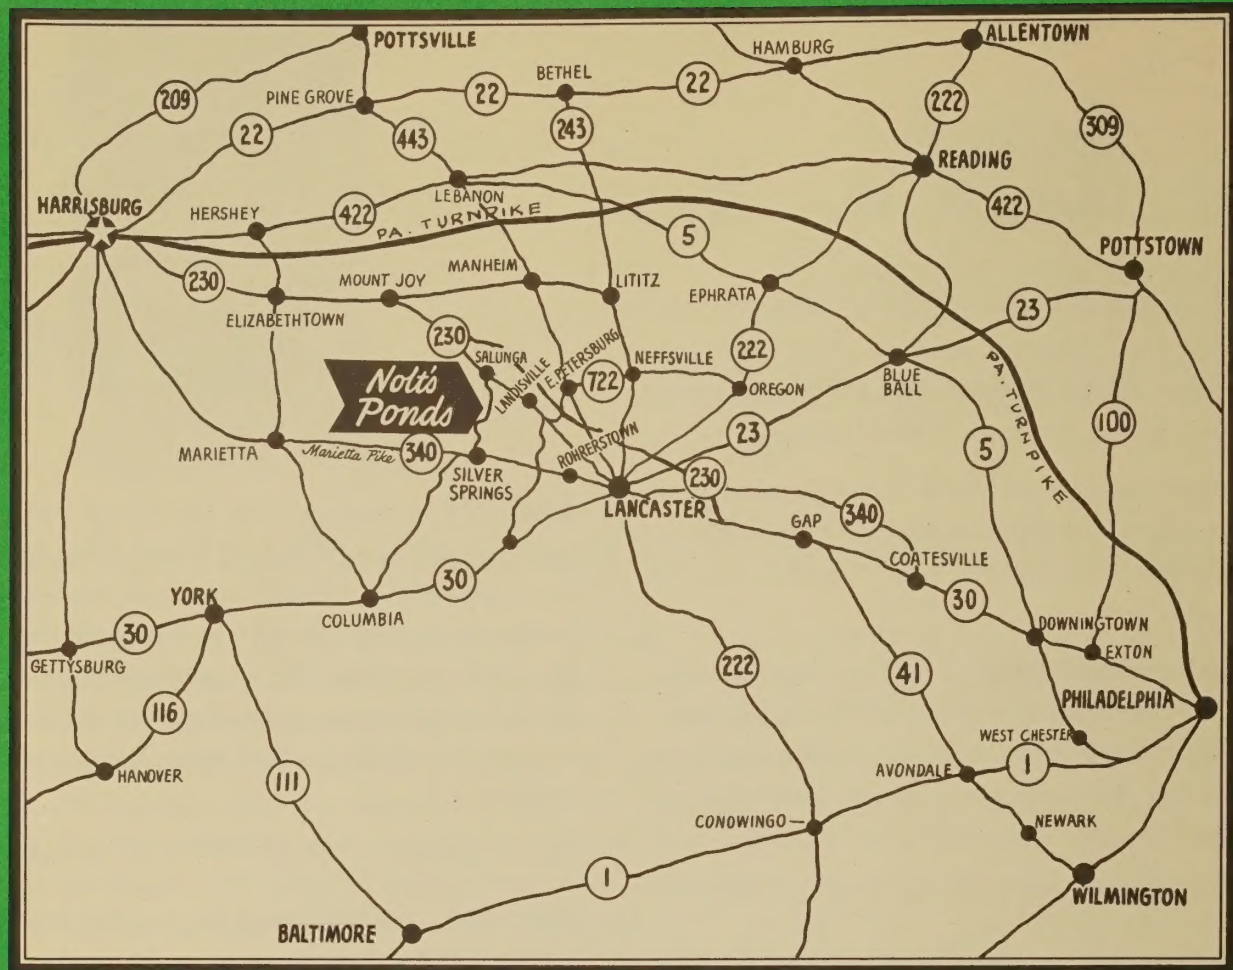 POTTSVILLE
ALLENTOWN
HAMBURG
BETHEL
209
PINE GROVE
22
22
222
22
443
243
309
READING
HARRISBURG
HERSHEY
422
LEBANON
PA. TURNPIKE
422
5
POTTSTOWN
230
MOUNT JOY
MANHEIM
LITITZ
EPHRATA
ELIZABETHTOWN
23
230
SALUNGA
LANDISVILLE
E. PETERSBURG
722
NEFFSVILLE
222
OREGON
BLUE
BALL
PA. TURNPIKE
Nolt's
Ponds
MARIETTA
Marietta Pike
340
SILVER
SPRINGS
ROHRERSTOWN
23
5
100
230
LANCASTER
340
GAP
COATESVILLE
30
YORK
30
COLUMBIA
30
GETTYSBURG
DOWNINGTOWN
EXTON
222
41
PHILADELPHIA
116
WEST CHESTER
1
HANOVER
111
AVONDALE
CONOWINGO
NEWARK
1
WILMINGTON
BALTIMORE